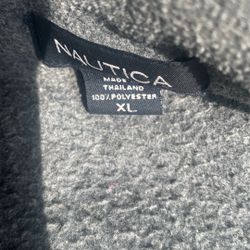 NAUTICA
MADE
THAILAND
100% POLYESTER
XL